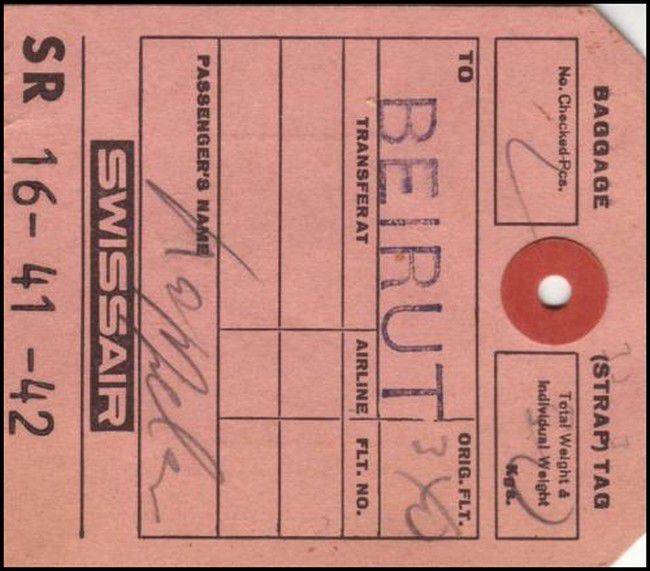 BAGGAGE (STRAP) TAG
No. Checked Pcs.
Total Weight &
Individual Weight
Kgs.
TO
BEIRUT
ORIG. FLT.
TRANSFER AT
AIRLINE
FLT. NO.
PASSENGER'S NAME
SWISSAIR
SR 16-41-42